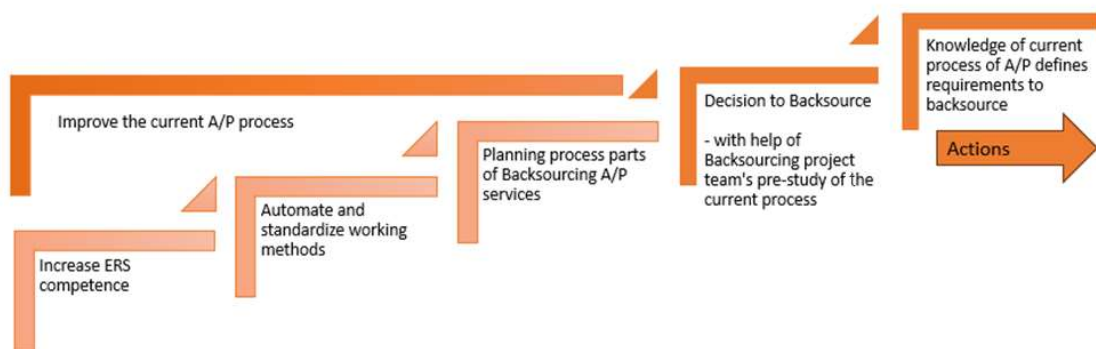 Improve the current A/P process
Increase ERS
competence
Automate and
standardize working
methods
Planning process parts
of Backsourcing A/P
services
Decision to Backsource
- with help of
Backsourcing project
team's pre-study of the
current process
Knowledge of current
process of A/P defines
requirements to
backsource
Actions